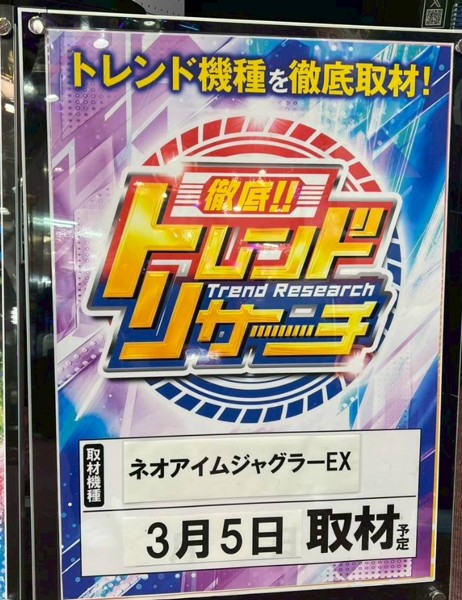 トレンド機種を徹底取材!
徹底!!
トレンド
Trend Research
リサーチ
取材機種
ネオアイムジャグラーEX
3月5日 取材予定